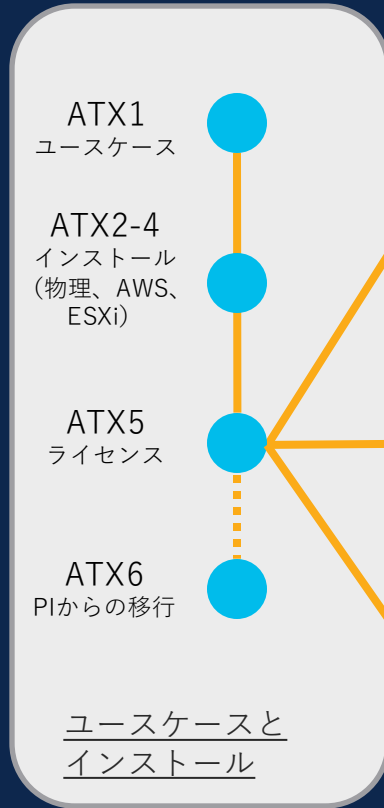 ATX1
ユースケース
ATX2-4
インストール
（物理、AWS、
ESXi）
ATX5
ライセンス
ATX6
PIからの移行
ユースケースと
インストール